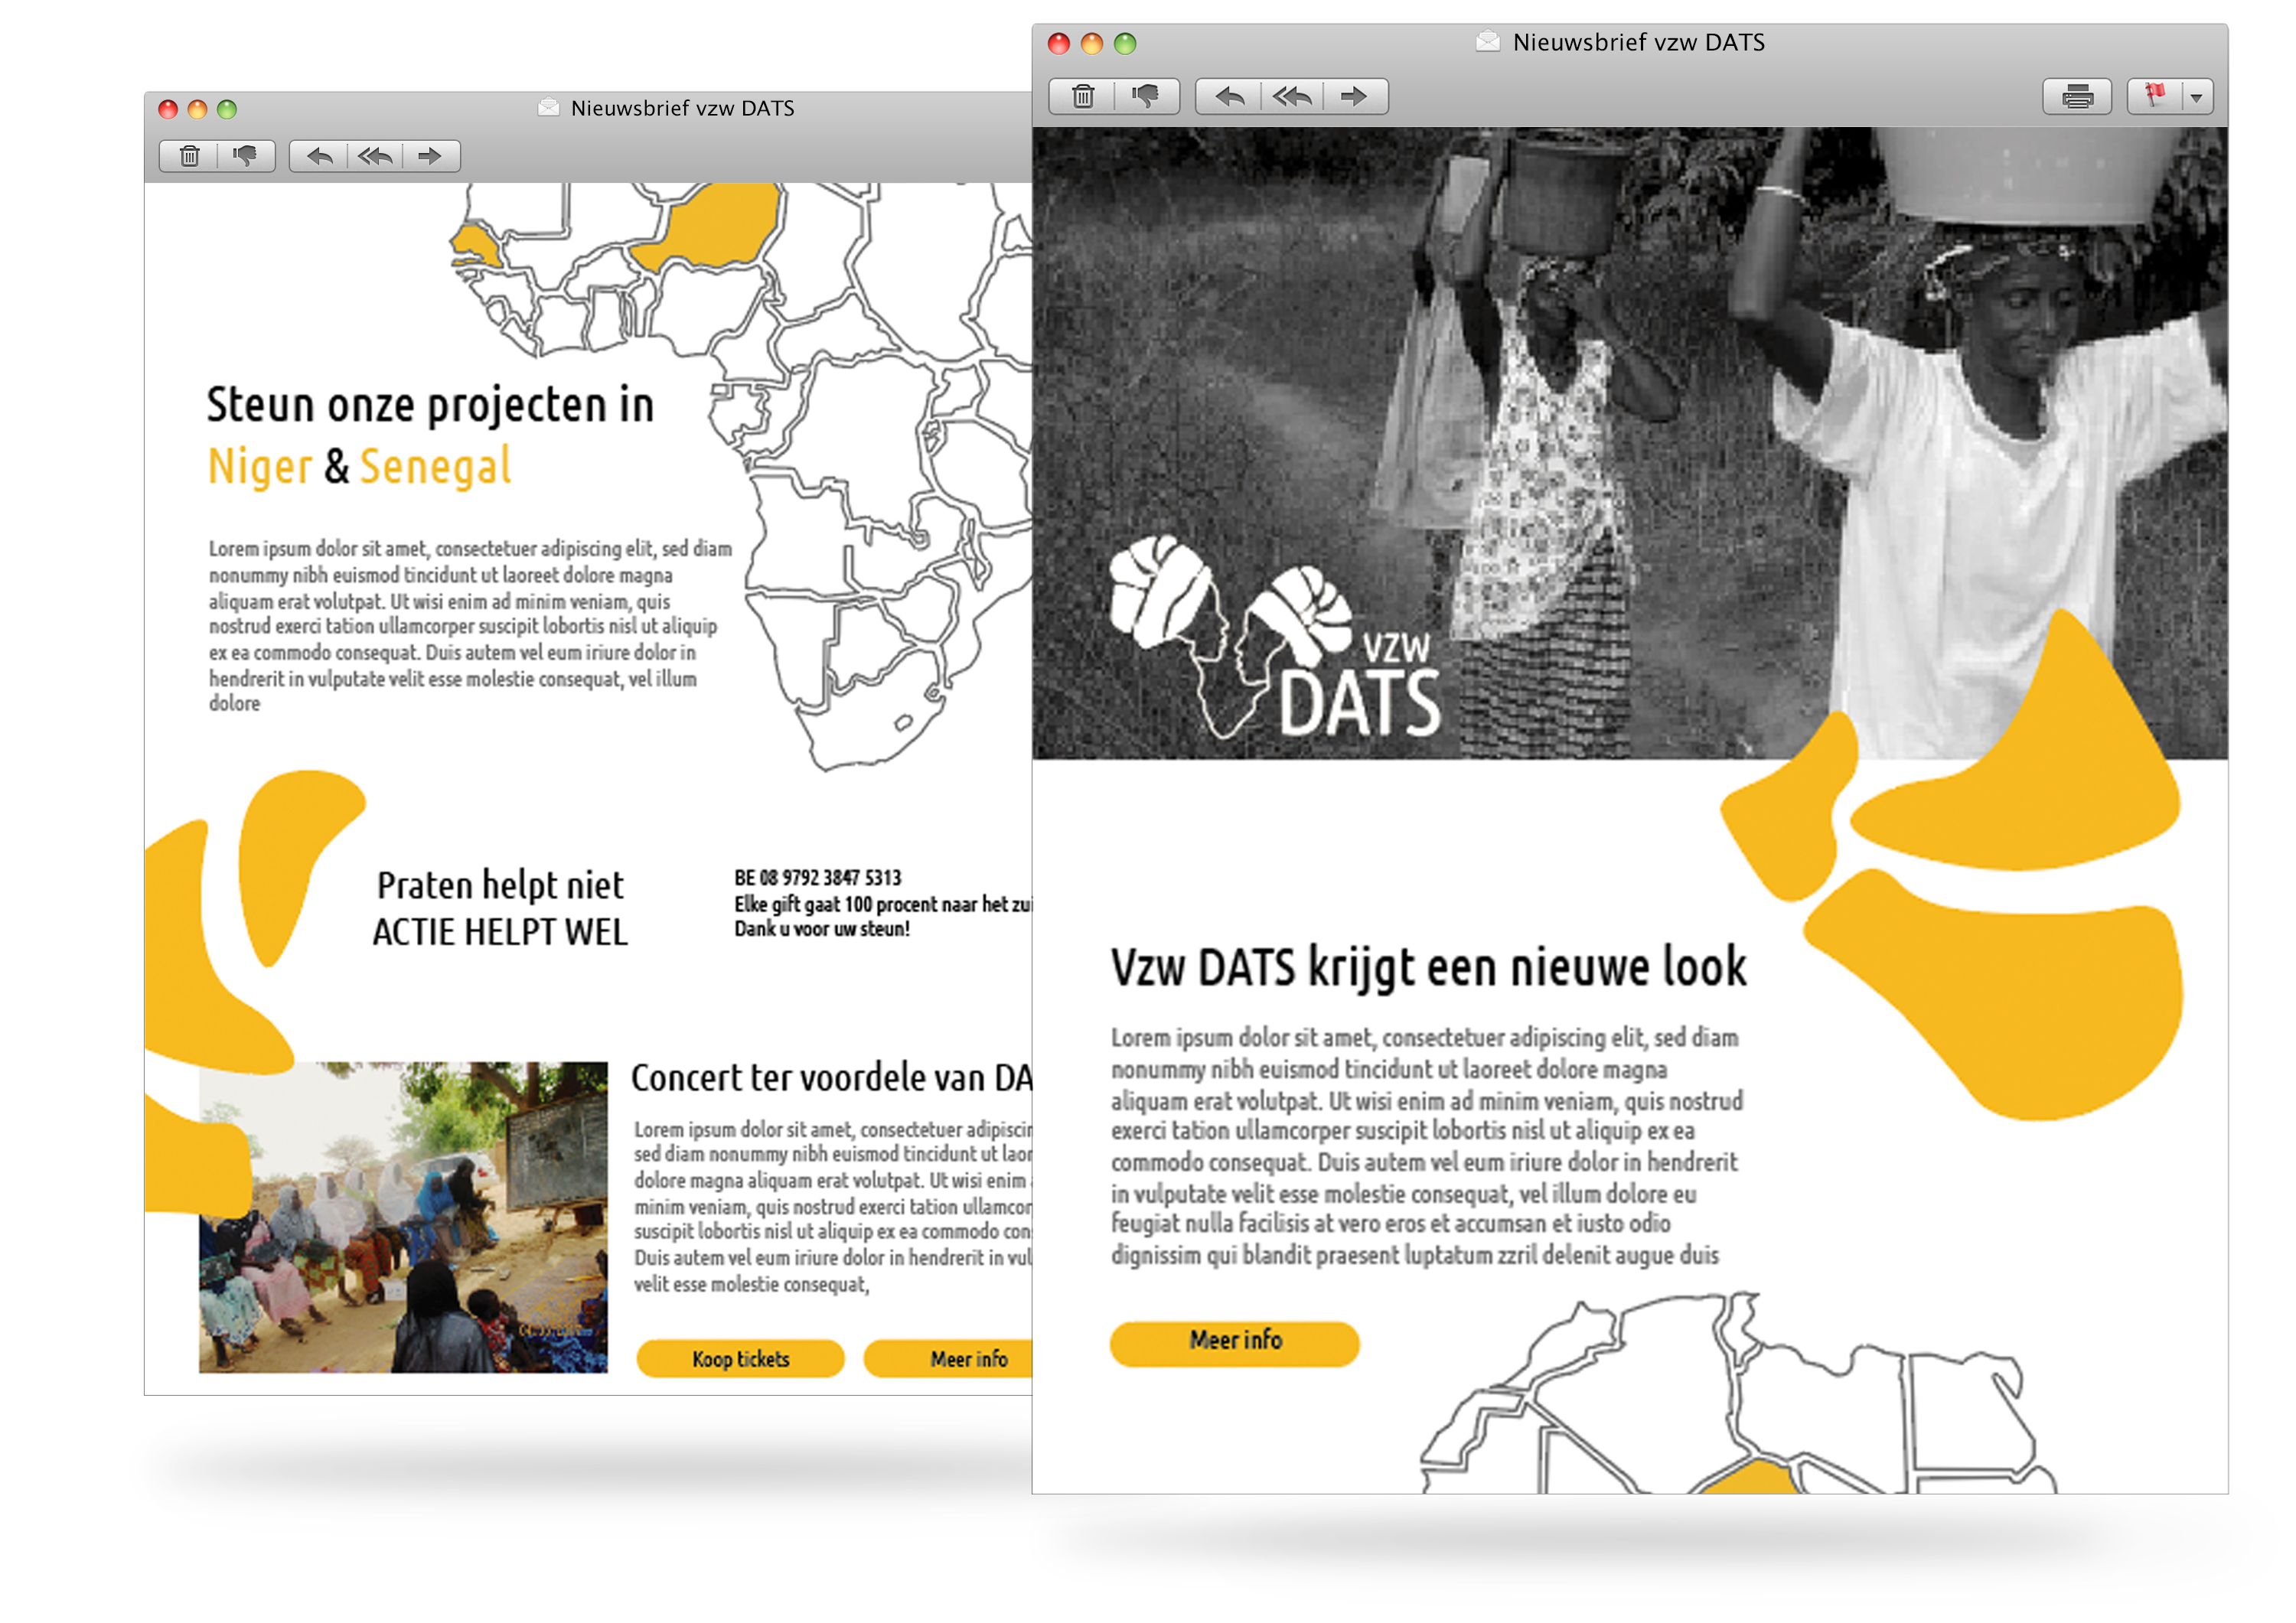 Nieuwsbrief vzw DATS
Steun onze projecten in
Niger & Senegal
Lorem ipsum dolor sit amet, consectetuer adipiscing elit, sed diam
nonummy nibh euismod tincidunt ut laoreet dolore magna
aliquam erat volutpat. Ut wisi enim ad minim veniam, quis
nostrud exerci tation ullamcorper suscipit lobortis nisl ut aliquip
ex ea commodo consequat. Duis autem vel eum iriure dolor in
hendrerit in vulputate velit esse molestie consequat, vel illum
dolore
Praten helpt niet
ACTIE HELPT WEL
BE 08 9792 3847 5313
Elke gift gaat 100 procent naar het zui
Dank u voor uw steun!
Concert ter voordele van DA
Lorem ipsum dolor sit amet, consectetuer adipiscin
sed diam nonummy nibh euismod tincidunt ut laor
dolore magna aliquam erat volutpat. Ut wisi enim
minim veniam, quis nostrud exerci tation ullamcor
suscipit lobortis nisl ut aliquip ex ea commodo con
Duis autem vel eum iriure dolor in hendrerit in vul
velit esse molestie consequat,
Koop tickets
Meer info
Nieuwsbrief vzw DATS
vzw
DATS
Vzw DATS krijgt een nieuwe look
Lorem ipsum dolor sit amet, consectetuer adipiscing elit, sed diam
nonummy nibh euismod tincidunt ut laoreet dolore magna
aliquam erat volutpat. Ut wisi enim ad minim veniam, quis nostrud
exerci tation ullamcorper suscipit lobortis nisl ut aliquip ex ea
commodo consequat. Duis autem vel eum iriure dolor in hendrerit
in vulputate velit esse molestie consequat, vel illum dolore eu
feugiat nulla facilisis at vero eros et accumsan et iusto odio
dignissim qui blandit praesent luptatum zzril delenit augue duis
Meer info